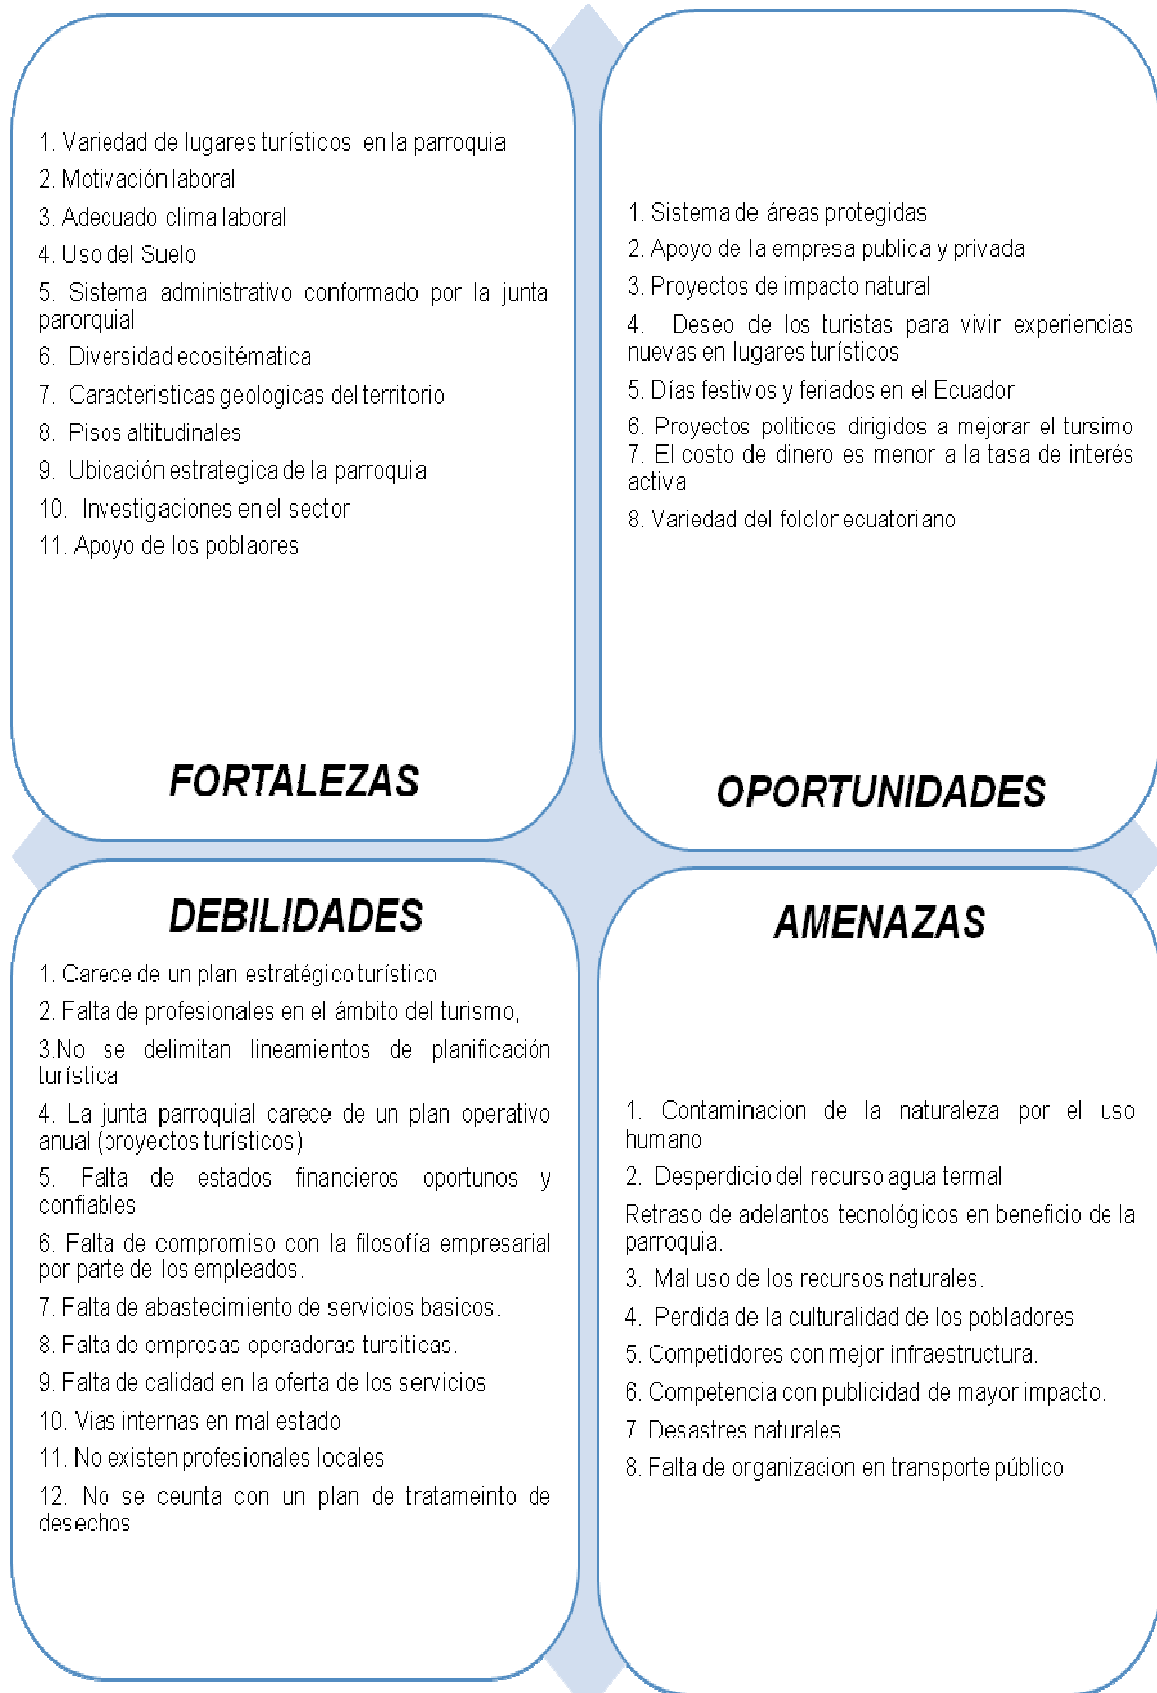 1. Variedad de lugares turísticos en la parroquia
2. Motivación laboral
3. Adecuado clima laboral
4. Uso del Suelo
5. Sistema administrativo conformado por la junta
parorquial
6. Diversidad ecositématica
7. Caracteristicas geologicas del territorio
8. Pisos altitudinales
9. Ubicación estrategica de la parroquia
10. Investigaciones en el sector
11. Apoyo de los poblaores
FORTALEZAS
1. Sistema de áreas protegidas
2. Apoyo de la empresa publica y privada
3. Proyectos de impacto natural
4. Deseo de los turistas para vivir experiencias
nuevas en lugares turísticos
5. Días festivos y feriados en el Ecuador
6. Proyectos politicos dirigidos a mejorar el tursimo
7. El costo de dinero es menor a la tasa de interés
activa
8. Variedad del folclor ecuatoriano
OPORTUNIDADES
DEBILIDADES
1. Carece de un plan estratégico turístico
2. Falta de profesionales en el ámbito del turismo,
3.No se delimitan lineamientos de planificación
turística
4. La junta parroquial carece de un plan operativo
anual (proyectos turísticos)
5. Falta de estados financieros oportunos y
confiables
6. Falta de compromiso con la filosofía empresarial
por parte de los empleados.
7. Falta de abastecimiento de servicios basicos.
8. Falta de empresas operadoras tursiticas.
9. Falta de calidad en la oferta de los servicios
10. Vias internas en mal estado
11. No existen profesionales locales
12. No se ceunta con un plan de tratameinto de
desechos
AMENAZAS
1. Contaminacion de la naturaleza por el uso
humano
2. Desperdicio del recurso agua termal
Retraso de adelantos tecnológicos en beneficio de la
parroquia.
3. Mal uso de los recursos naturales.
4. Perdida de la culturalidad de los pobladores
5. Competidores con mejor infraestructura.
6. Competencia con publicidad de mayor impacto.
7. Desastres naturales
8. Falta de organizacion en transporte público